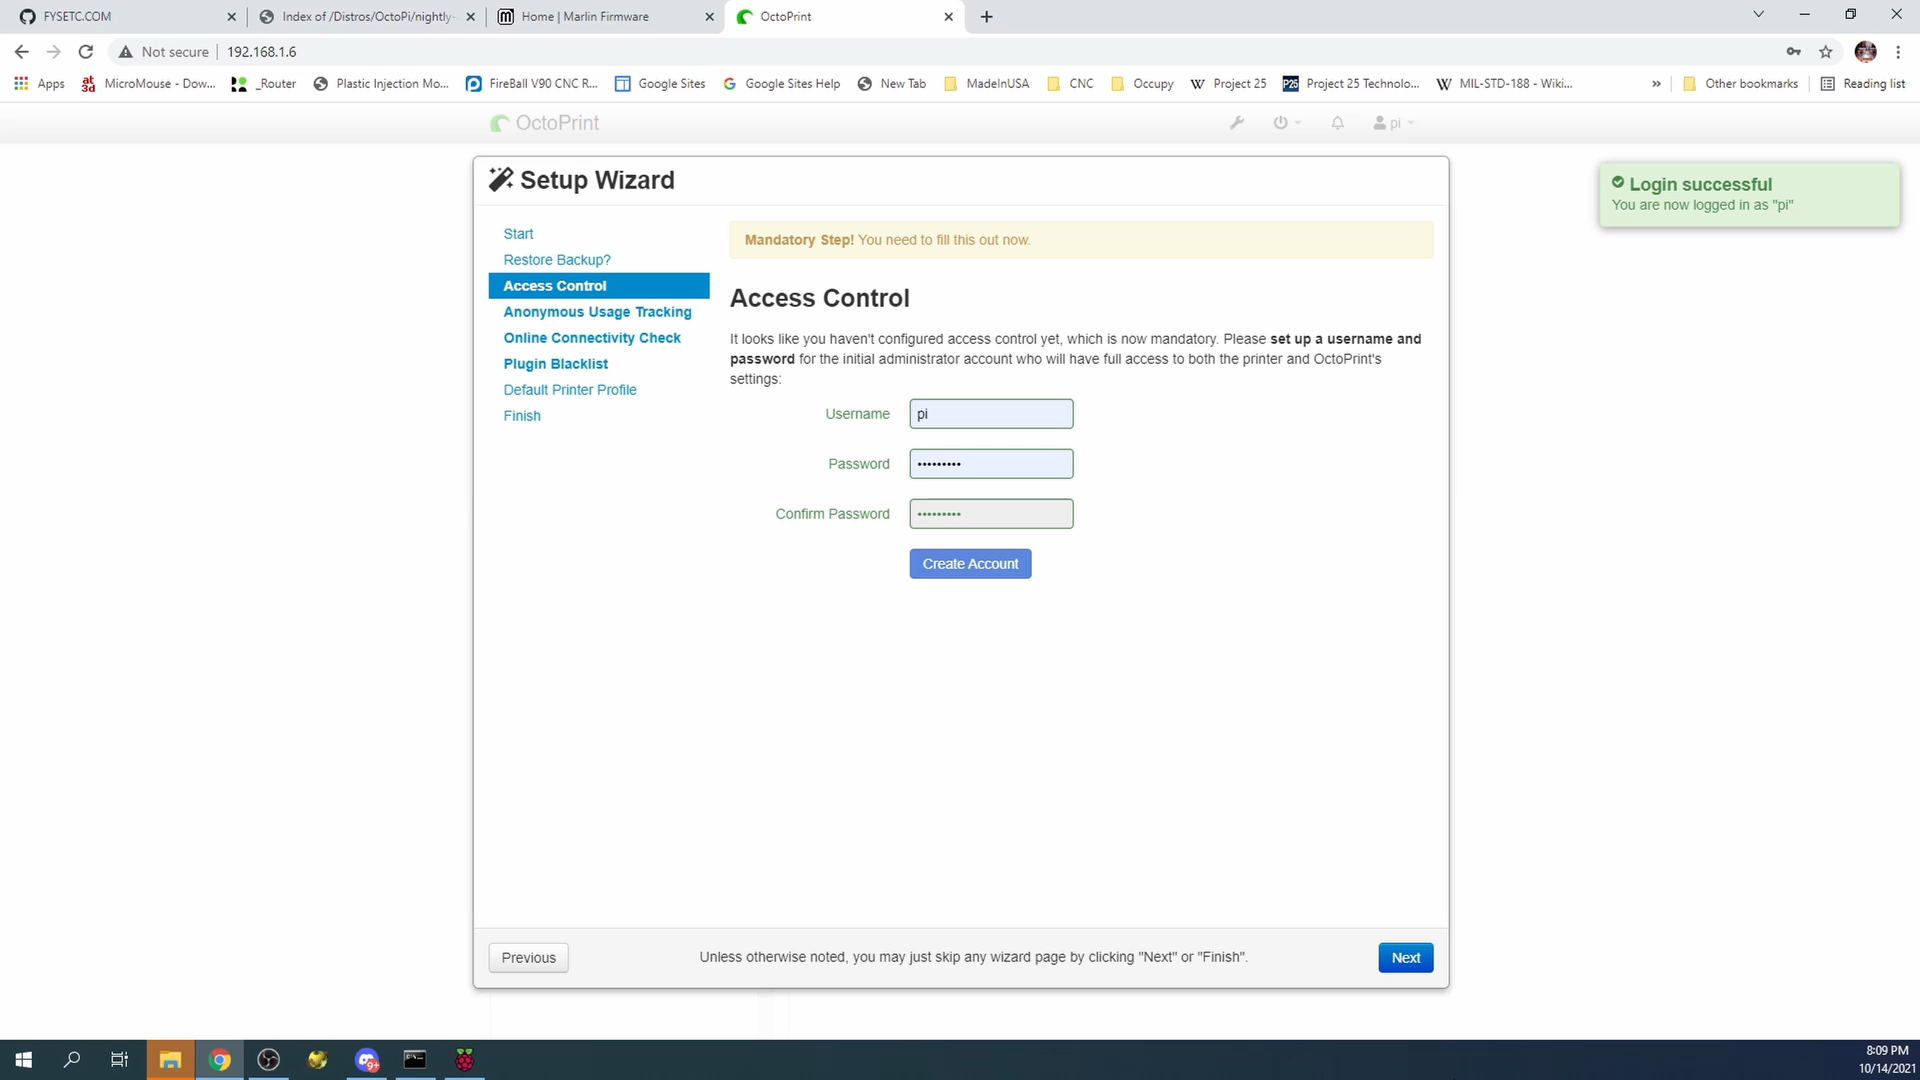 FYSETC.COM
Index of /Distros/OctoPi/nightly-
Home | Marlin Firmware
OctoPrint
Not secure
192.168.1.6
Apps
MicroMouse - Dow...
_Router
Plastic Injection Mo...
FireBall V90 CNC R...
Google Sites
Google Sites Help
New Tab
MadeInUSA
CNC
Occupy
Project 25
Project 25 Technolo...
MIL-STD-188 - Wiki...
»
Other bookmarks
Reading list
OctoPrint
pi
Setup Wizard
Login successful
You are now logged in as "pi"
Start
Restore Backup?
Access Control
Anonymous Usage Tracking
Online Connectivity Check
Plugin Blacklist
Default Printer Profile
Finish
Mandatory Step! You need to fill this out now.
Access Control
It looks like you haven't configured access control yet, which is now mandatory. Please set up a username and
password for the initial administrator account who will have full access to both the printer and OctoPrint's
settings:
Username
pi
Password
•••••••••
Confirm Password
•••••••••
Create Account
Previous
Unless otherwise noted, you may just skip any wizard page by clicking "Next" or "Finish".
Next
8:09 PM
10/14/2021